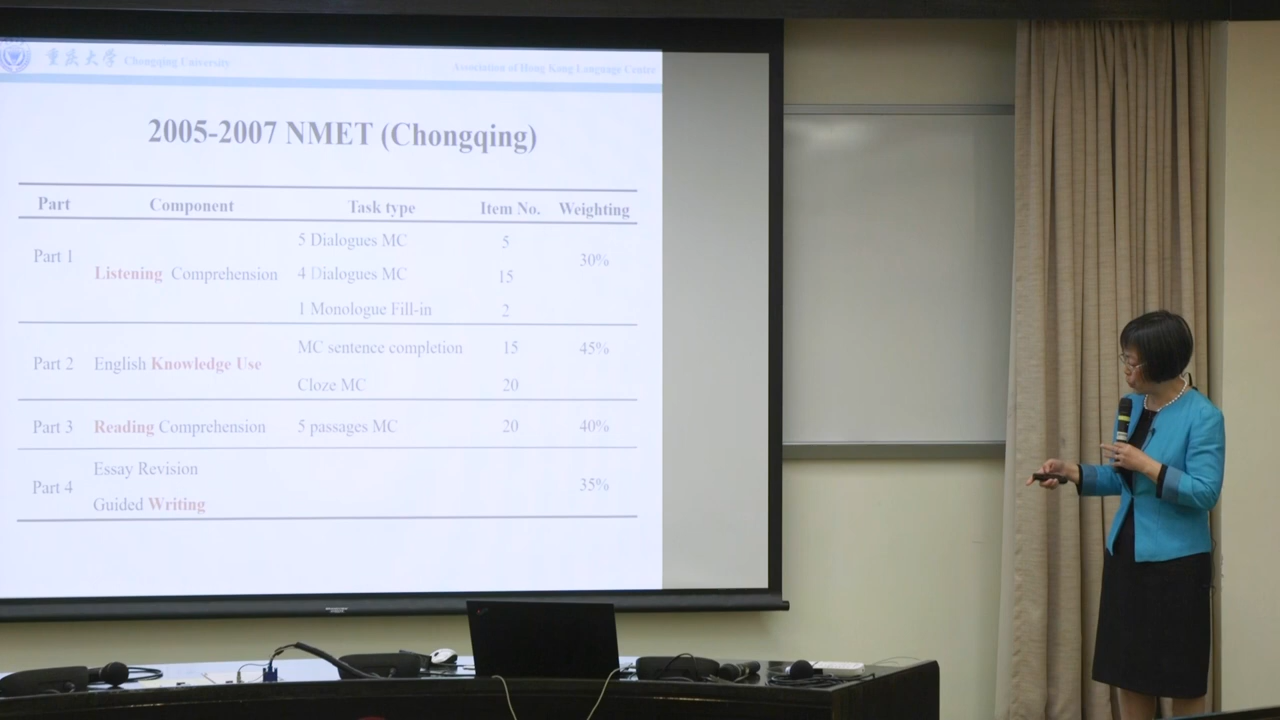 重庆大学 Chongqing University
Association of Hong Kong Language Center
2005-2007 NMET (Chongqing)
Part Component Task type Item No. Weighting
Part 1 Listening Comprehension 5 Dialogues MC 5 30%
4 Dialogues MC 15
1 Monologue Fill-in 2
Part 2 English Knowledge Use MC sentence completion 15 45%
Cloze MC 20
Part 3 Reading Comprehension 5 passages MC 20 40%
Part 4 Essay Revision 35%
Guided Writing